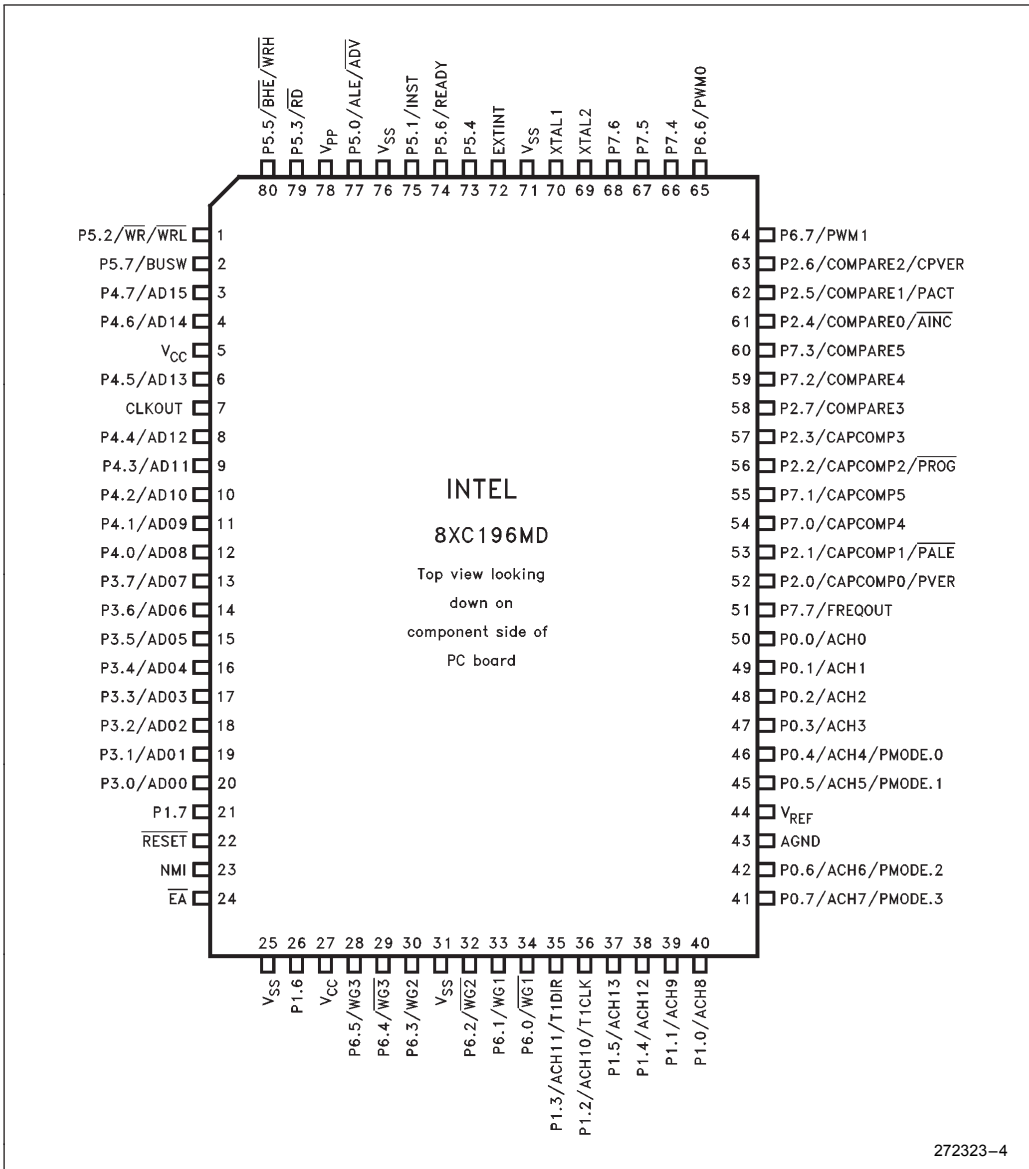 P5.5/BHE/WRH
P5.3/RD
VPP
P5.0/ALE/ADV
VSS
P5.1/INST
P5.6/READY
P5.4
EXTINT
VSS
XTAL1
XTAL2
P7.6
P7.5
P7.4
P6.6/PWM0
80 79 78 77 76 75 74 73 72 71 70 69 68 67 66 65
P5.2/WR/WRL 1
P5.7/BUSW 2
P4.7/AD15 3
P4.6/AD14 4
VCC 5
P4.5/AD13 6
CLKOUT 7
P4.4/AD12 8
P4.3/AD11 9
P4.2/AD10 10
P4.1/AD09 11
P4.0/AD08 12
P3.7/AD07 13
P3.6/AD06 14
P3.5/AD05 15
P3.4/AD04 16
P3.3/AD03 17
P3.2/AD02 18
P3.1/AD01 19
P3.0/AD00 20
P1.7 21
RESET 22
NMI 23
EA 24
INTEL
8XC196MD
Top view looking
down on
component side of
PC board
64 P6.7/PWM1
63 P2.6/COMPARE2/CPVER
62 P2.5/COMPARE1/PACT
61 P2.4/COMPARE0/AINC
60 P7.3/COMPARE5
59 P7.2/COMPARE4
58 P2.7/COMPARE3
57 P2.3/CAPCOMP3
56 P2.2/CAPCOMP2/PROG
55 P7.1/CAPCOMP5
54 P7.0/CAPCOMP4
53 P2.1/CAPCOMP1/PALE
52 P2.0/CAPCOMP0/PVER
51 P7.7/FREQOUT
50 P0.0/ACH0
49 P0.1/ACH1
48 P0.2/ACH2
47 P0.3/ACH3
46 P0.4/ACH4/PMODE.0
45 P0.5/ACH5/PMODE.1
44 VREF
43 AGND
42 P0.6/ACH6/PMODE.2
41 P0.7/ACH7/PMODE.3
25 26 27 28 29 30 31 32 33 34 35 36 37 38 39 40
VSS
P1.6
VCC
P6.5/WG3
P6.4/WG3
P6.3/WG2
VSS
P6.2/WG2
P6.1/WG1
P6.0/WG1
P1.3/ACH11/T1DIR
P1.2/ACH10/T1CLK
P1.5/ACH13
P1.4/ACH12
P1.1/ACH9
P1.0/ACH8
272323–4